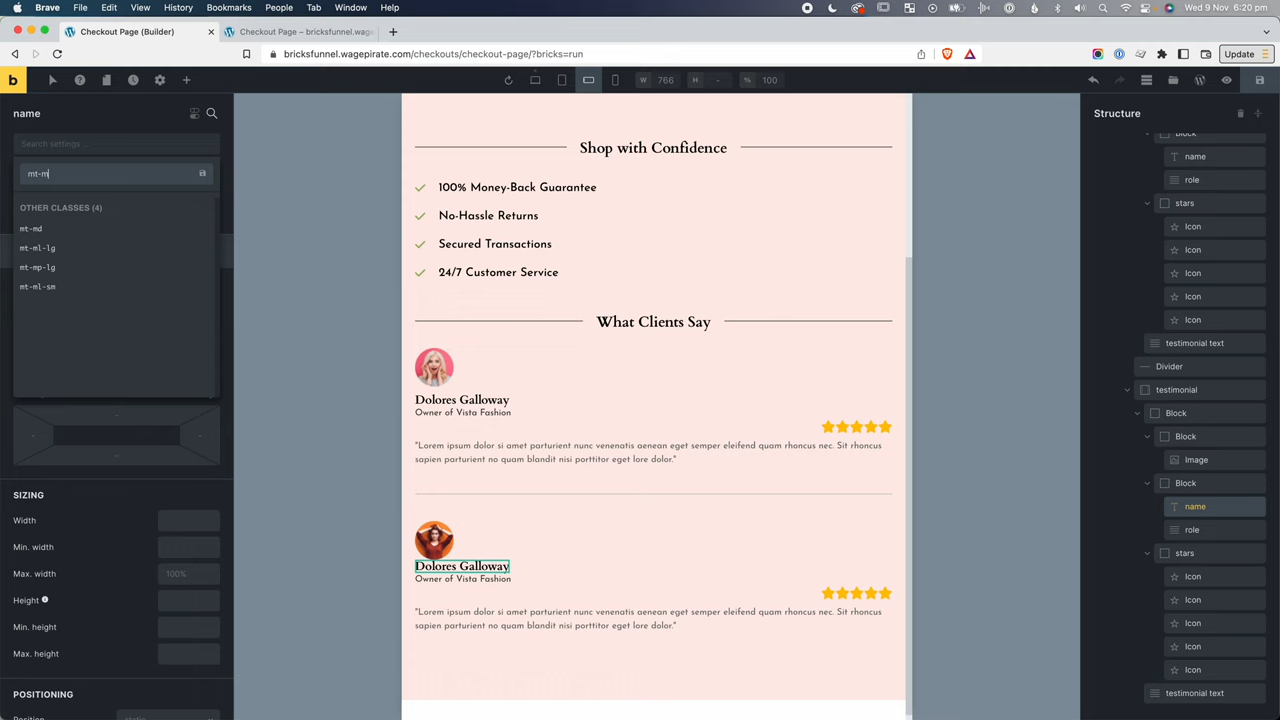 Brave File Edit View History Bookmarks People Tab Window Help
Wed 9 Nov 6:20 pm
Checkout Page (Builder)
Checkout Page – bricksfunnel.wage
bricksfunnel.wagepirate.com/checkouts/checkout-page/?bricks=run
Update
b
W 766 H - % 100
name
Structure
Search settings ...
mt-m
OTHER CLASSES (4)
mt-md
mt-ml-lg
mt-mp-lg
mt-ml-sm
SIZING
Width
Min. width
Max. width 100%
Height
Min. height
Max. height
POSITIONING
Position static
Shop with Confidence
100% Money-Back Guarantee
No-Hassle Returns
Secured Transactions
24/7 Customer Service
What Clients Say
Dolores Galloway
Owner of Vista Fashion
"Lorem ipsum dolor si amet parturient nunc venenatis aenean eget semper eleifend quam rhoncus nec. Sit rhoncus
sapien parturient no quam blandit nisi porttitor eget lore dolor."
Dolores Galloway
Owner of Vista Fashion
"Lorem ipsum dolor si amet parturient nunc venenatis aenean eget semper eleifend quam rhoncus nec. Sit rhoncus
sapien parturient no quam blandit nisi porttitor eget lore dolor."
Block
name
role
stars
Icon
Icon
Icon
Icon
Icon
testimonial text
Divider
testimonial
Block
Block
Image
Block
name
role
stars
Icon
Icon
Icon
Icon
Icon
testimonial text